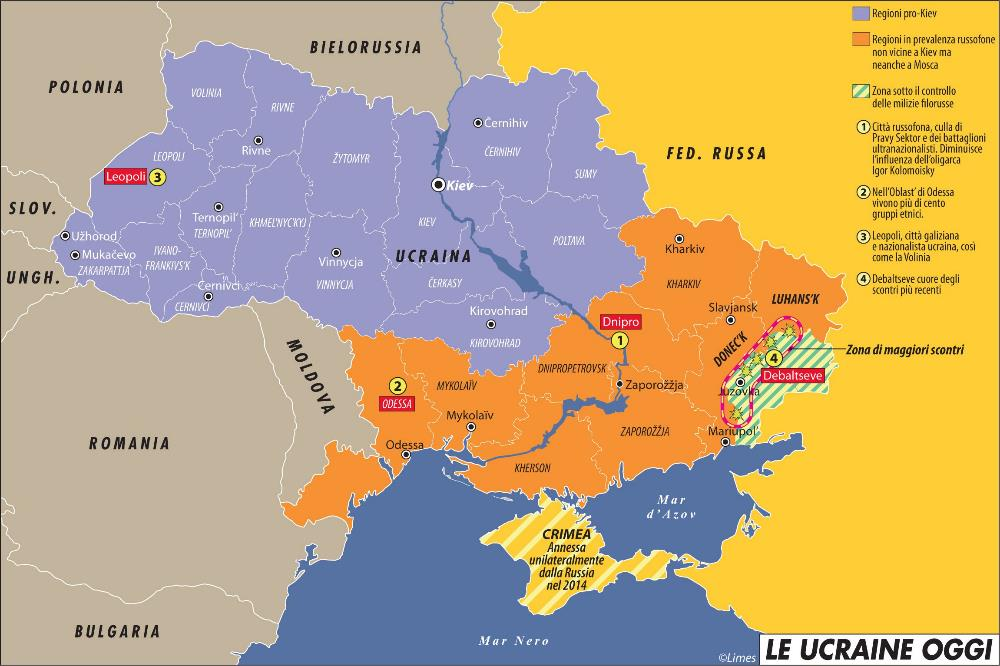 BIELORUSSIA
POLONIA
SLOV.
UNGH.
MOLDOVA
ROMANIA
BULGARIA
FED. RUSSA
UCRAINA
VOLINIA
RIVNE
Rivne
LEOPOLI
Leopoli 3
ŽYTOMYR
Černihiv
ČERNIHIV
SUMY
Kiev
KIEV
Ternopil'
TERNOPIL'
KHMEL'NYC'KYJ
Užhorod
Mukačevo
ZAKARPATTJA
IVANO-
FRANKIVS'K
Černivci
ČERNIVCI
Vinnycja
VINNYCJA
ČERKASY
POLTAVA
Kirovohrad
KIROVOHRAD
Kharkiv
KHARKIV
Slavjansk
LUHANS'K
DONEC'K
Dnipro
1
DNIPROPETROVSK
Zaporožžja
ZAPOROŽŽJA
4
Debaltseve
Juzovka
Mariupol'
Zona di maggiori scontri
2
ODESSA
MYKOLAÏV
Mykolaïv
Odessa
KHERSON
Mar
d'Azov
CRIMEA
Annessa
unilateralmente
dalla Russia
nel 2014
Mar Nero
Regioni pro-Kiev
Regioni in prevalenza russofone
non vicine a Kiev ma
neanche a Mosca
Zona sotto il controllo
delle milizie filorusse
1 Città russofona, culla di
Pravy Sektor e dei battaglioni
ultranazionalisti. Diminuisce
l'influenza dell'oligarca
Igor Kolomoisky
2 Nell'Oblast' di Odessa
vivono più di cento
gruppi etnici.
3 Leopoli, città galiziana
e nazionalista ucraina, così
come la Volinia
4 Debaltseve cuore degli
scontri più recenti
©Limes
LE UCRAINE OGGI